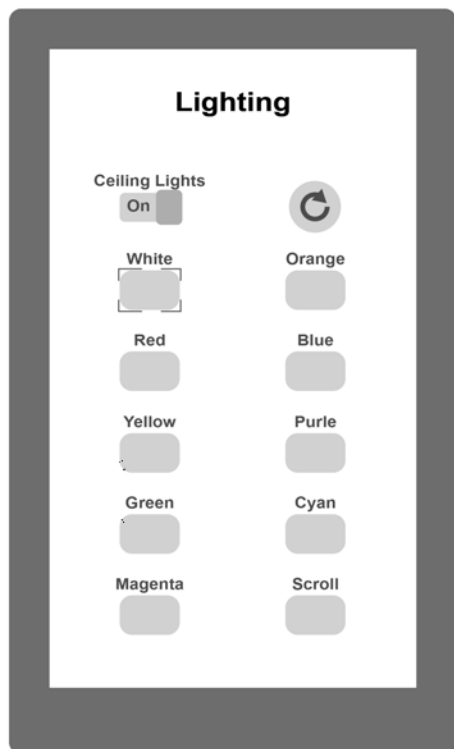 Lighting
Ceiling Lights
On
White Orange
Red Blue
Yellow Purle
Green Cyan
Magenta Scroll